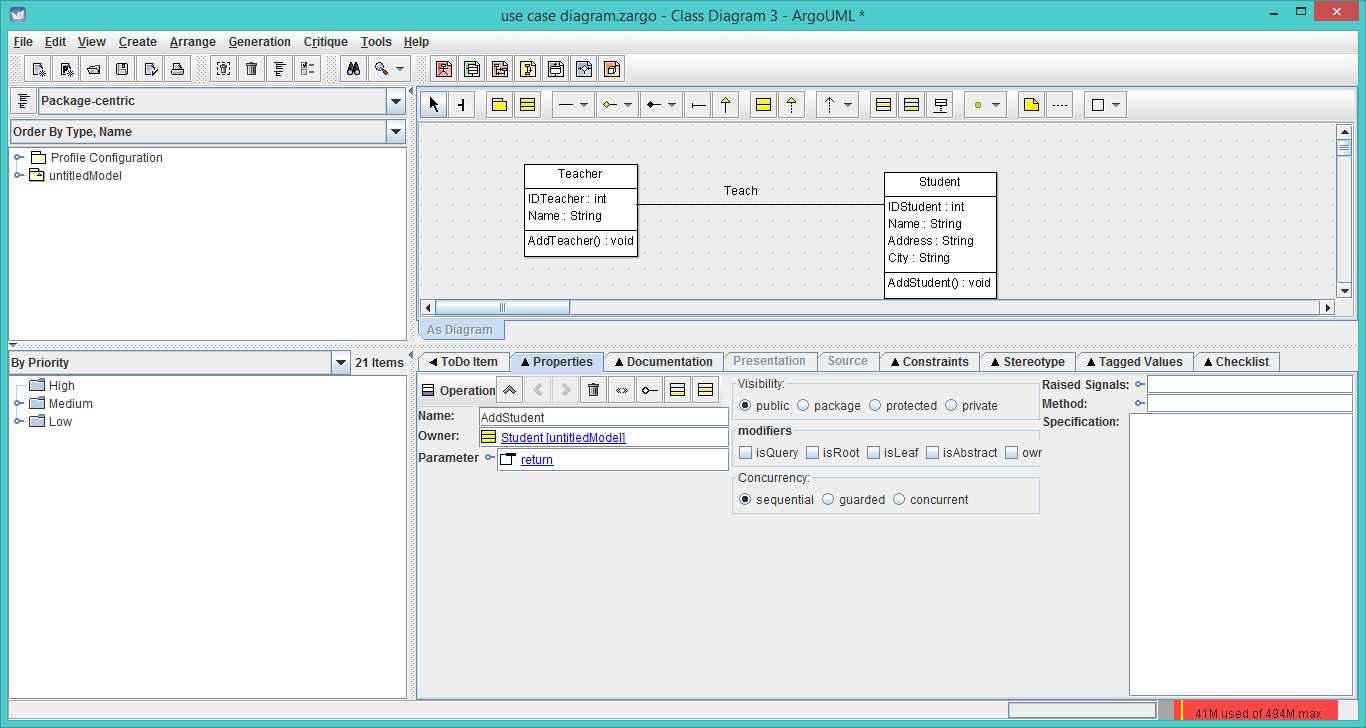 use case diagram.zargo - Class Diagram 3 - ArgoUML *
File Edit View Create Arrange Generation Critique Tools Help
Package-centric
Order By Type, Name
Profile Configuration
untitledModel
Teacher
IDTeacher : int
Name : String
AddTeacher() : void
Teach
Student
IDStudent : int
Name : String
Address : String
City : String
AddStudent() : void
As Diagram
By Priority
21 Items
High
Medium
Low
ToDo Item Properties Documentation Presentation Source Constraints Stereotype Tagged Values Checklist
Operation
Name: AddStudent
Owner: Student [untitledModel]
Parameter return
Visibility:
public package protected private
modifiers
isQuery isRoot isLeaf isAbstract owr
Concurrency:
sequential guarded concurrent
Raised Signals:
Method:
Specification:
41M used of 494M max